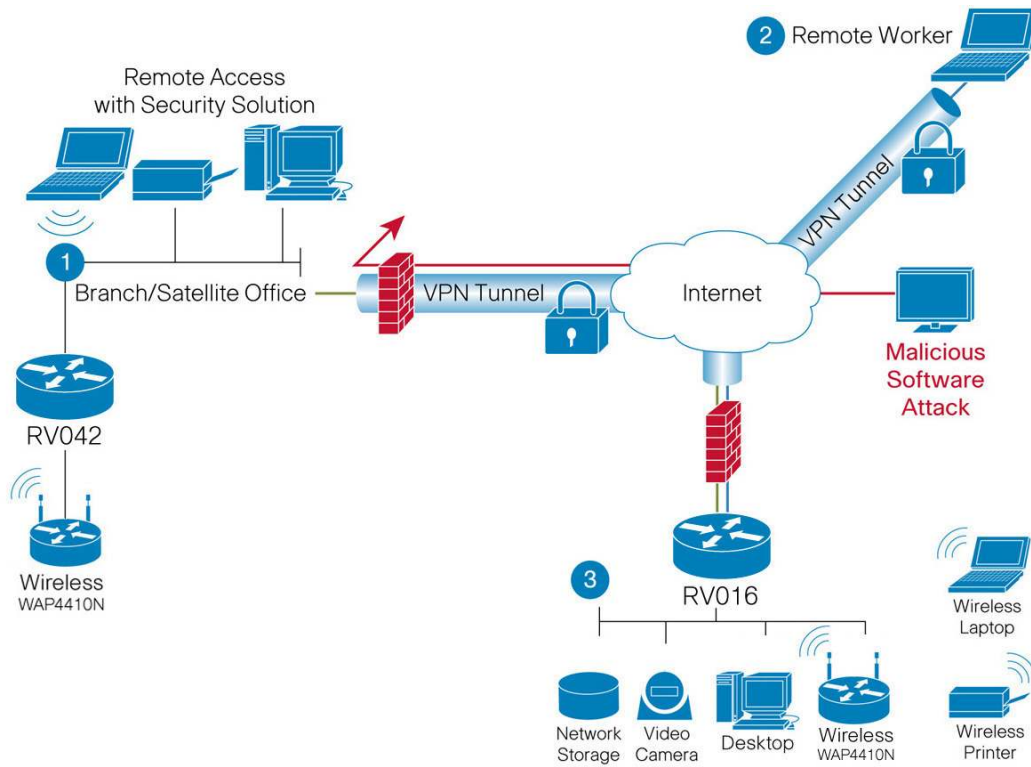 2 Remote Worker
Remote Access
with Security Solution
VPN Tunnel
1
Branch/Satellite Office
VPN Tunnel
Internet
Malicious
Software
Attack
RV042
Wireless
WAP4410N
RV016
3
Wireless
Laptop
Network
Storage
Video
Camera
Desktop
Wireless
WAP4410N
Wireless
Printer